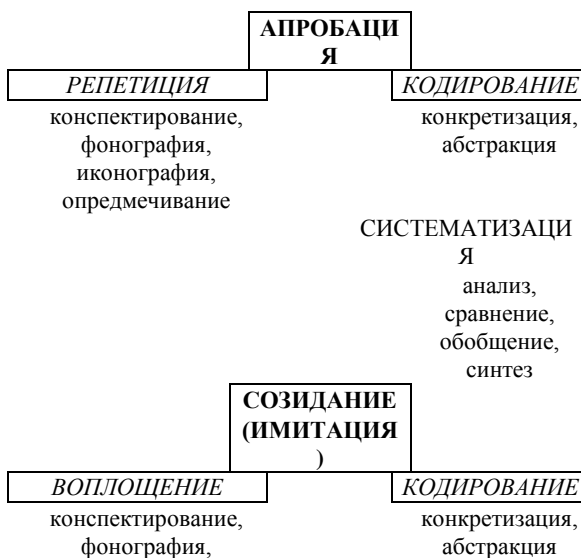 АПРОБАЦИ
Я
РЕПЕТИЦИЯ
КОДИРОВАНИЕ
конспектирование,
фонография,
иконография,
опредмечивание
конкретизация,
абстракция
СИСТЕМАТИЗАЦИ
Я
анализ,
сравнение,
обобщение,
синтез
СОЗИДАНИЕ
(ИМИТАЦИЯ
)
ВОПЛОЩЕНИЕ
КОДИРОВАНИЕ
конспектирование,
фонография,
конкретизация,
абстракция